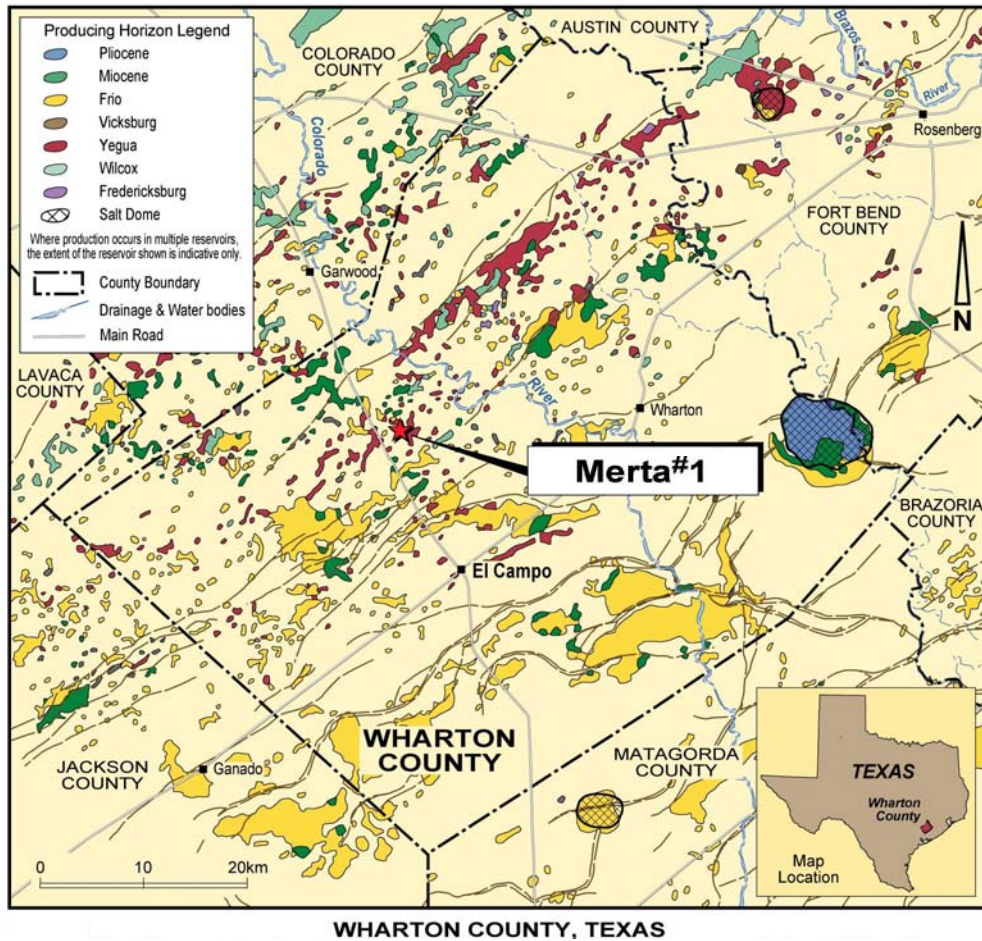 Producing Horizon Legend
Pliocene
Miocene
Frio
Vicksburg
Yegua
Wilcox
Fredericksburg
Salt Dome
Where production occurs in multiple reservoirs,
the extent of the reservoir shown is indicative only.
County Boundary
Drainage & Water bodies
Main Road
AUSTIN COUNTY
COLORADO
COUNTY
Brazos
River
Rosenberg
Colorado
FORT BEND
COUNTY
Garwood
N
LAVACA
COUNTY
River
Wharton
Merta#1
BRAZORIA
COUNTY
El Campo
WHARTON
COUNTY
MATAGORDA
COUNTY
JACKSON
COUNTY
Ganado
TEXAS
Wharton
County
Map
Location
0 10 20km
WHARTON COUNTY, TEXAS